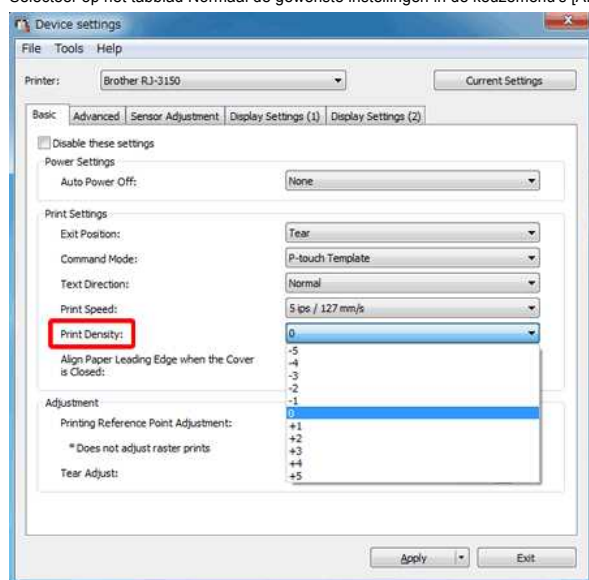 Selecteer op het tabblad Normaal de gewenste instellingen in de keuzemenu's
Device settings
File Tools Help
Printer: Brother RJ-3150 Current Settings
Basic Advanced Sensor Adjustment Display Settings (1) Display Settings (2)
Disable these settings
Power Settings
Auto Power Off: None
Print Settings
Exit Position: Tear
Command Mode: P-touch Template
Text Direction: Normal
Print Speed: 5 ips / 127 mm/s
Print Density: 0
-5
-4
Align Paper Leading Edge when the Cover
is Closed:
-3
-2
-1
Adjustment
0
Printing Reference Point Adjustment:
+1
+2
* Does not adjust raster prints
+3
+4
Tear Adjust:
+5
Apply Exit